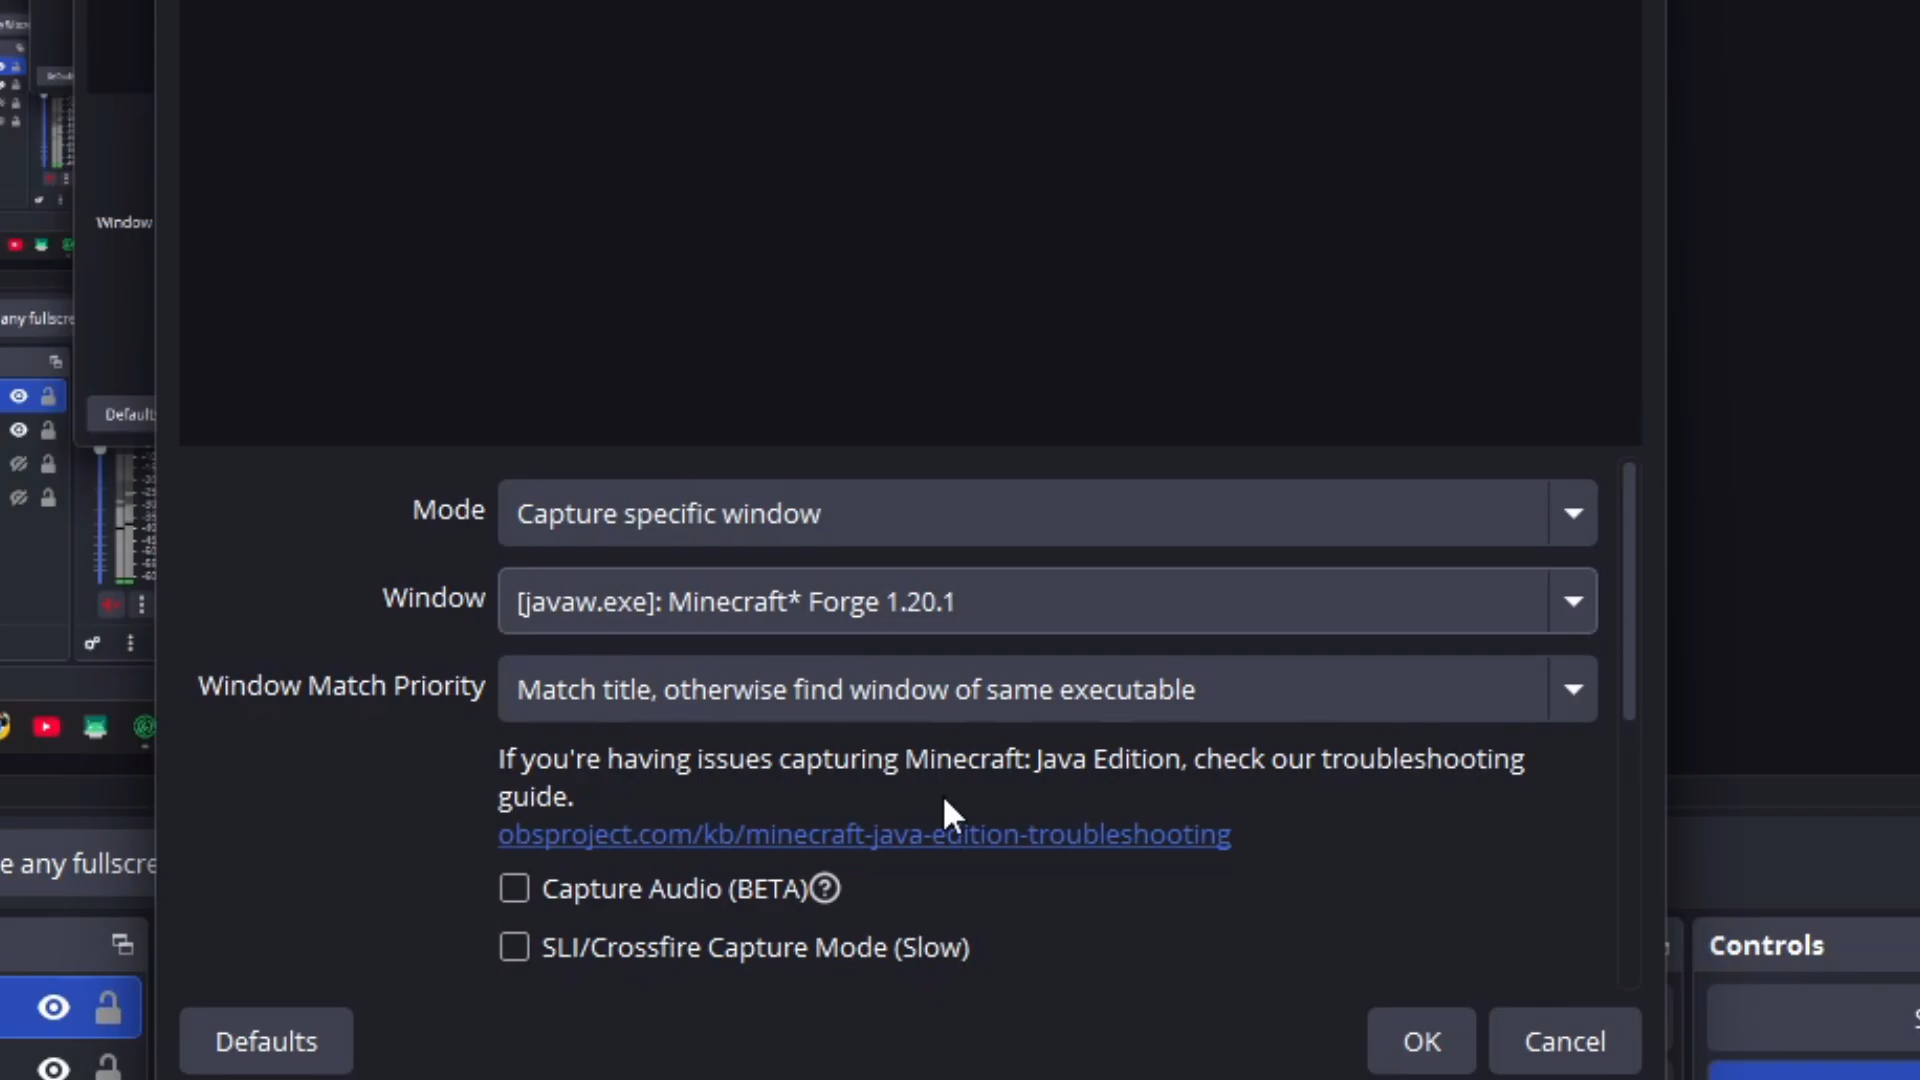 Window
any fullscre
Default
Mode
Capture specific window
Window
[javaw.exe]: Minecraft* Forge 1.20.1
Window Match Priority
Match title, otherwise find window of same executable
If you're having issues capturing Minecraft: Java Edition, check our troubleshooting
guide.
obsproject.com/kb/minecraft-java-edition-troubleshooting
e any fullscre
Capture Audio (BETA)
SLI/Crossfire Capture Mode (Slow)
Controls
Defaults
OK
Cancel